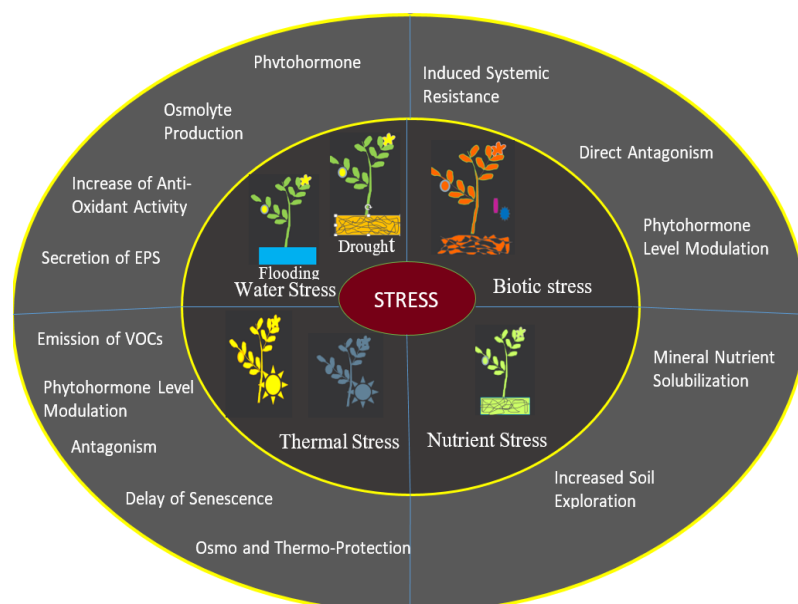 Phytohormone
Osmolyte
Production
Increase of Anti-
Oxidant Activity
Secretion of EPS
Induced Systemic
Resistance
Direct Antagonism
Phytohormone
Level Modulation
Flooding
Drought
Water Stress
Biotic stress
STRESS
Thermal Stress
Nutrient Stress
Emission of VOCs
Phytohormone Level
Modulation
Antagonism
Delay of Senescence
Osmo and Thermo-Protection
Mineral Nutrient
Solubilization
Increased Soil
Exploration